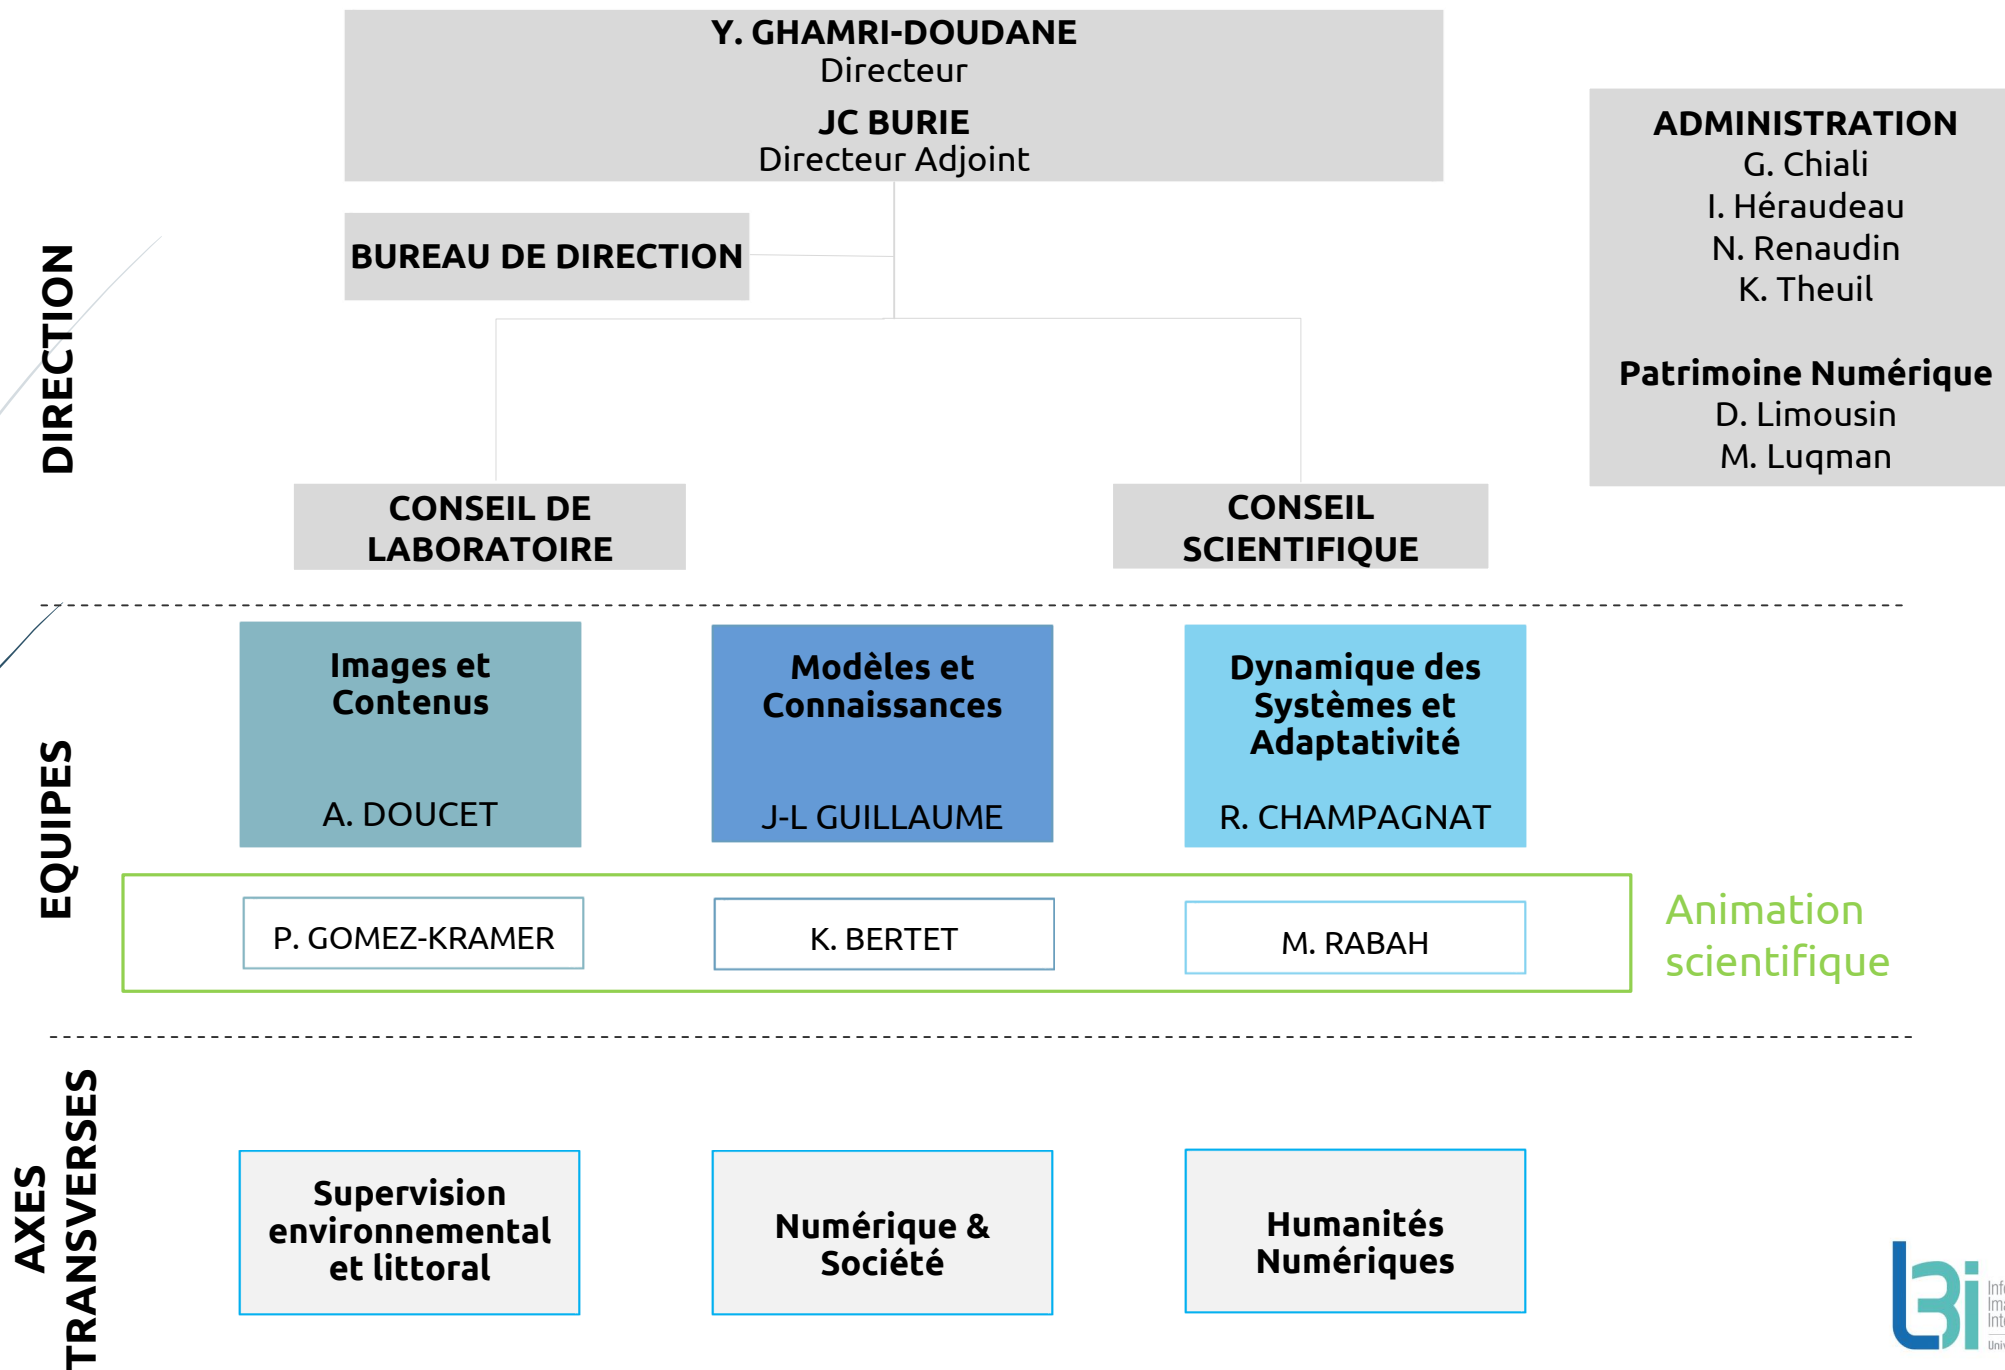 Y. GHAMRI-DOUDANE
Directeur
JC BURIE
Directeur Adjoint
ADMINISTRATION
G. Chiali
I. Héraudeau
N. Renaudin
K. Theuil
Patrimoine Numérique
D. Limousin
M. Luqman
DIRECTION
BUREAU DE DIRECTION
CONSEIL DE
LABORATOIRE
CONSEIL
SCIENTIFIQUE
EQUIPES
Images et
Contenus
A. DOUCET
Modèles et
Connaissances
J-L GUILLAUME
Dynamique des
Systèmes et
Adaptativité
R. CHAMPAGNAT
P. GOMEZ-KRAMER
K. BERTET
M. RABAH
Animation
scientifique
AXES
TRANSVERSES
Supervision
environnemental
et littoral
Numérique &
Société
Humanités
Numériques
L3i